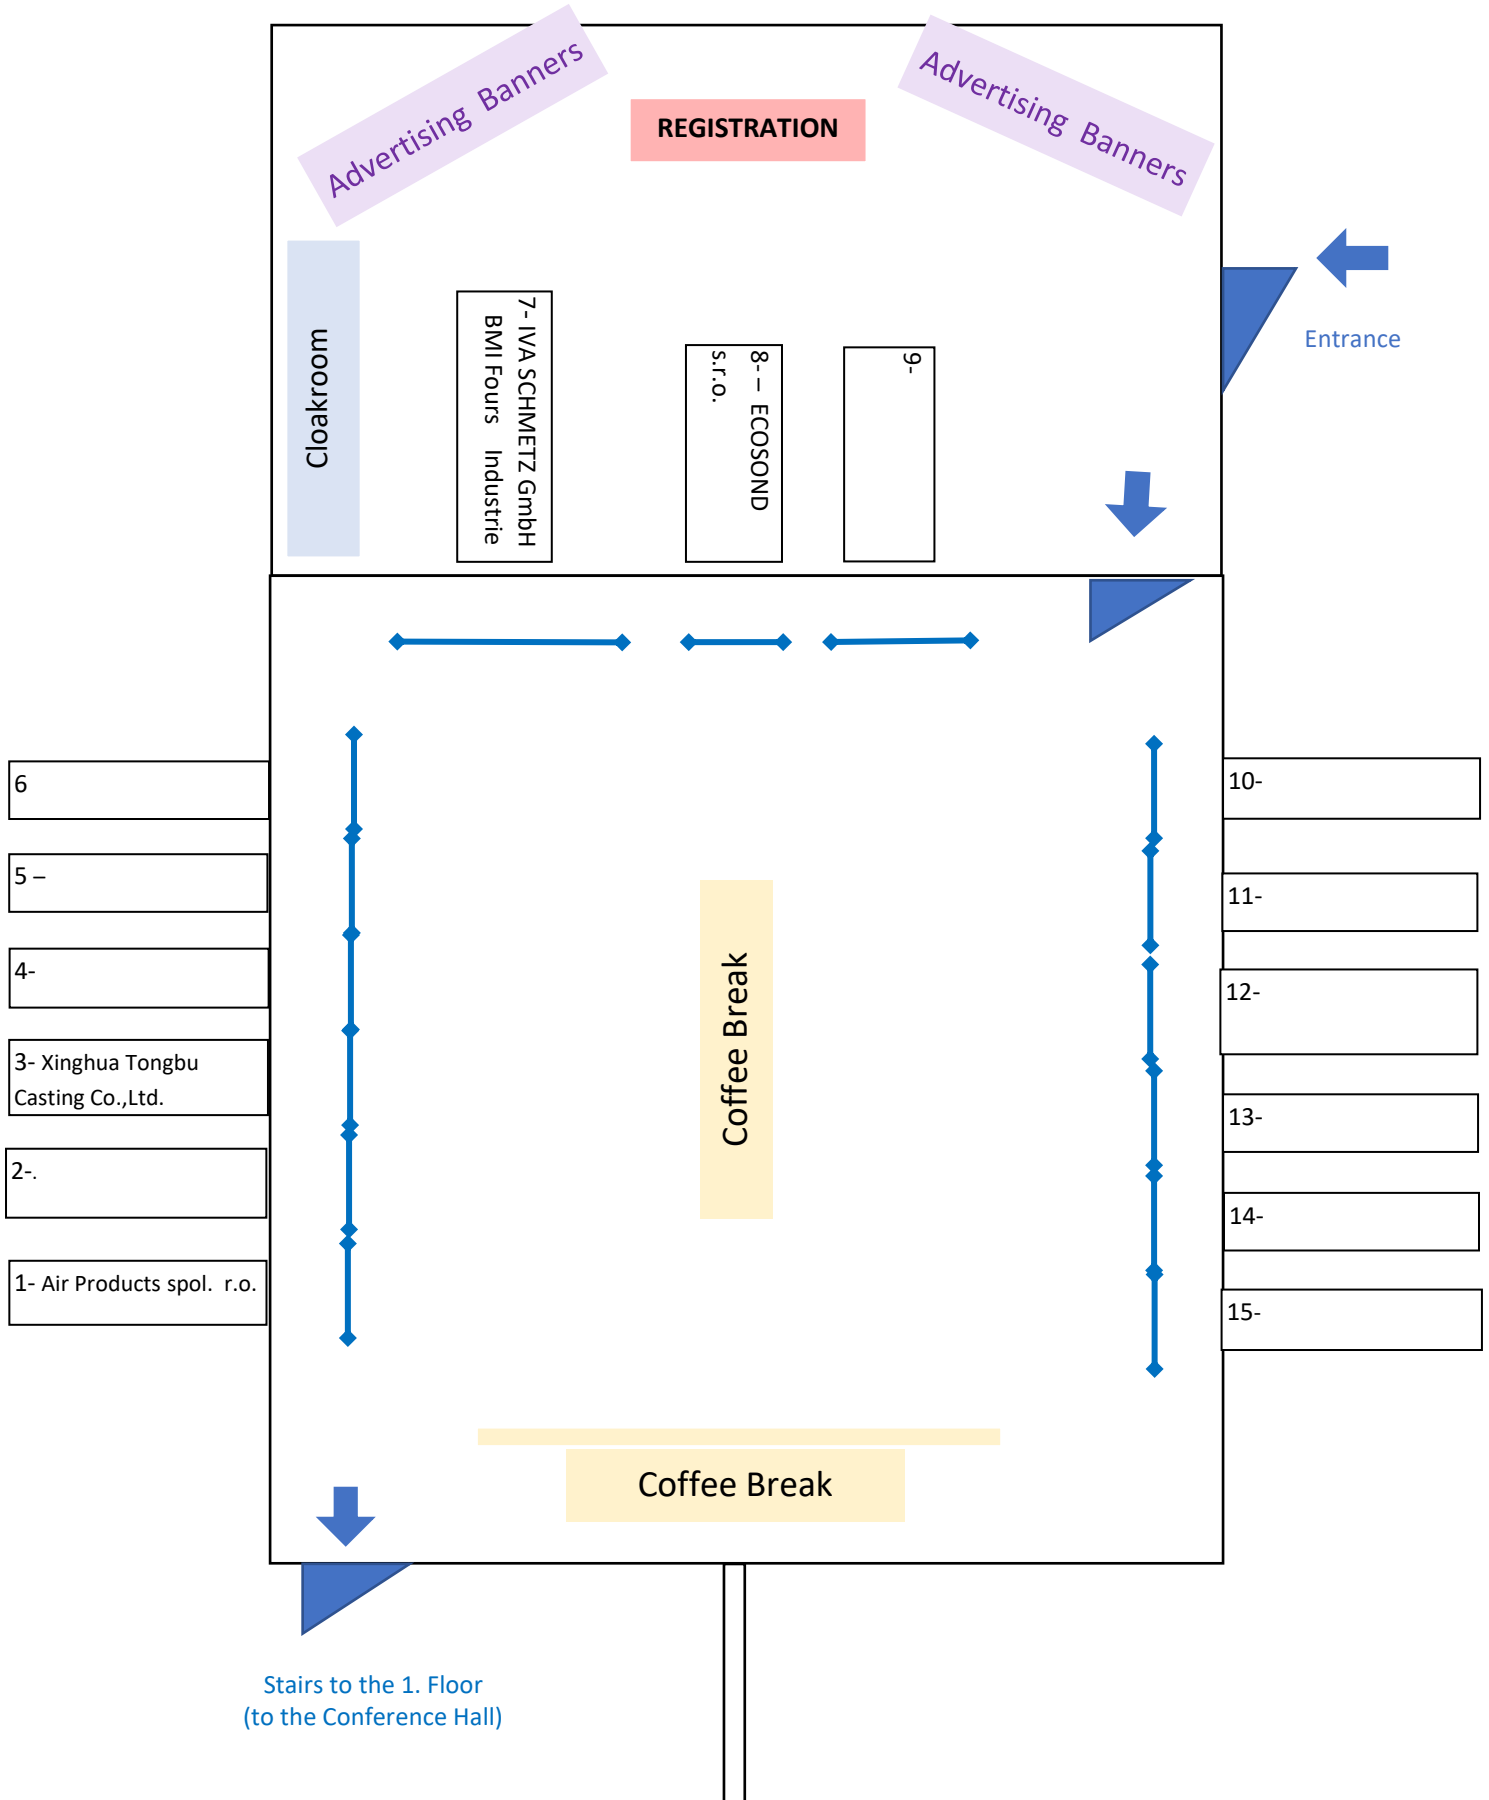 Advertising  Banners
Advertising  Banners
REGISTRATION
Entrance
Cloakroom
7- IVA SCHMETZ GmbH
BMI Fours   Industrie
8- –  ECOSOND
s.r.o.
9-
6
5 –
4-
3- Xinghua Tongbu
Casting Co.,Ltd.
2-.
1- Air Products spol.  r.o.
Coffee Break
10-
11-
12-
13-
14-
15-
Coffee Break
Stairs to the 1. Floor
(to the Conference Hall)